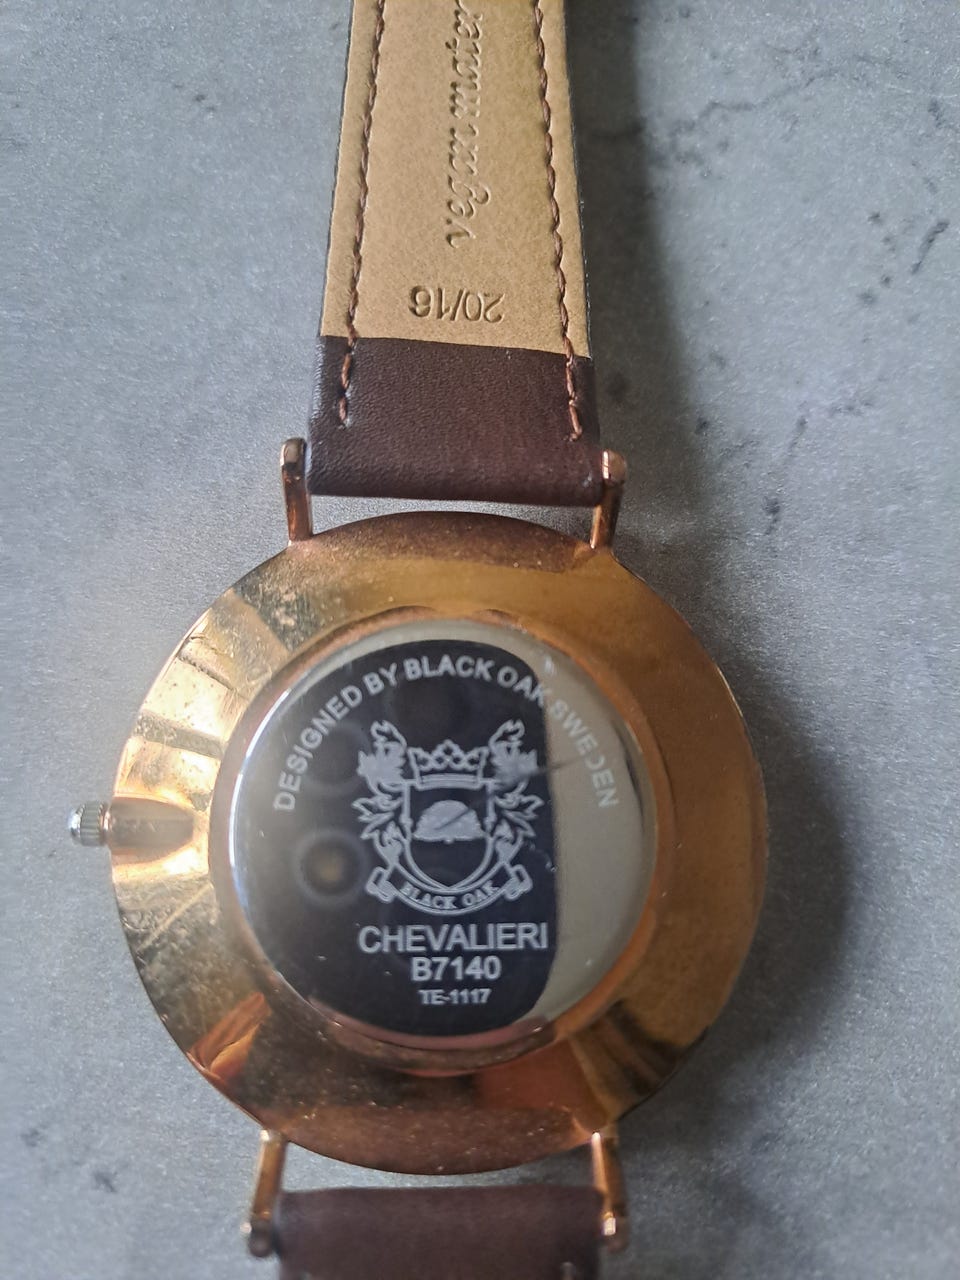 vegan mater
20/16
DESIGNED BY BLACK OAK SWEDEN
BLACK OAK
CHEVALIERI
B7140
TE-1117